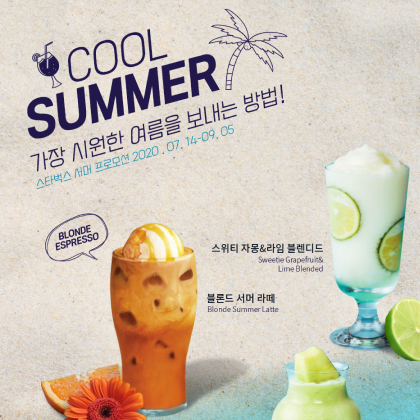 COOL
SUMMER
가장 시원한 여름을 보내는 방법!
스타벅스 서머 프로모션 2020 . 07. 14-09. 05
BLONDE
ESPRESSO
스위티 자몽&라임 블렌디드
Sweetie Grapefruit&
Lime Blended
블론드 서머 라떼
Blonde Summer Latte